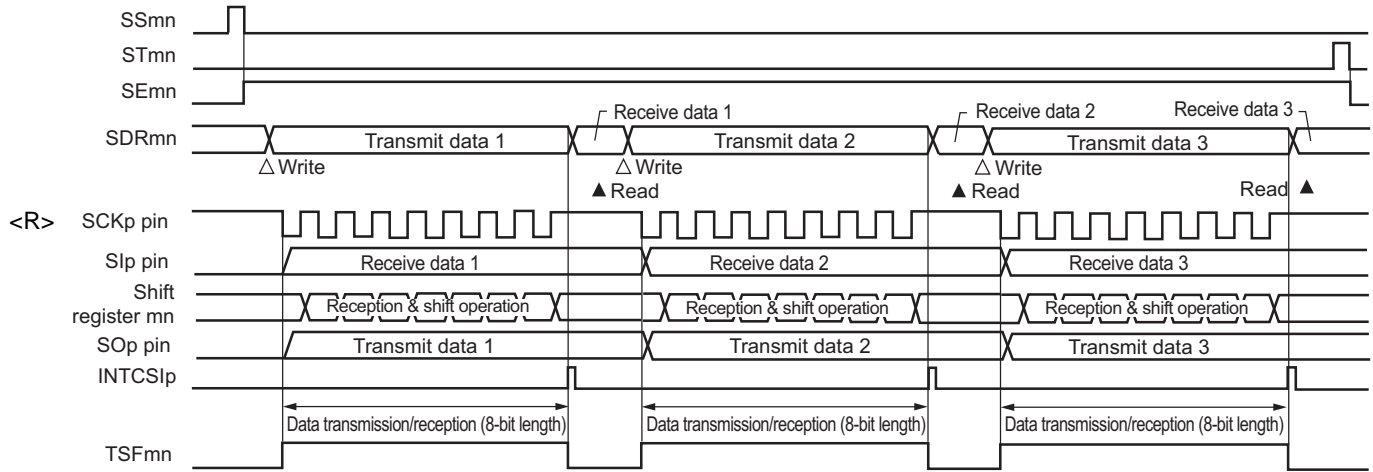 SSmn
STmn
SEmn
Receive data 1 Receive data 2 Receive data 3
SDRmn Transmit data 1 Transmit data 2 Transmit data 3
△ Write △ Write △ Write
▲ Read ▲ Read Read ▲
<R> SCKp pin
SIp pin Receive data 1 Receive data 2 Receive data 3
Shift
register mn Reception & shift operation Reception & shift operation Reception & shift operation
SOp pin Transmit data 1 Transmit data 2 Transmit data 3
INTCSIp
Data transmission/reception (8-bit length) Data transmission/reception (8-bit length) Data transmission/reception (8-bit length)
TSFmn